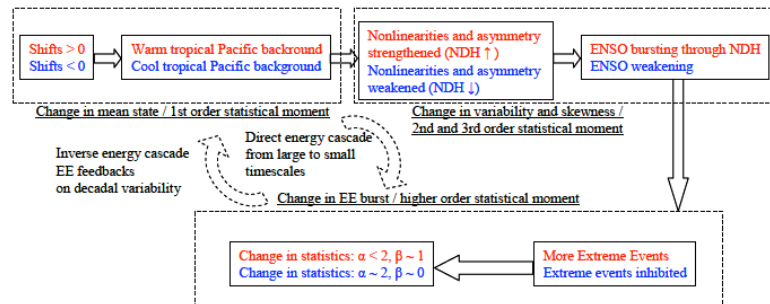 Shifts > 0
Shifts < 0
Warm tropical Pacific backround
Cool tropical Pacific background
Nonlinearities and asymmetry
strengthened (NDH ↑ )
Nonlinearities and asymmetry
weakened (NDH ↓)
ENSO bursting through NDH
ENSO weakening
Change in mean state / 1st order statistical moment
Change in variability and skewness /
2nd and 3rd order statistical moment
Inverse energy cascade
EE feedbacks
on decadal variability
Direct energy cascade
from large to small
timescales
Change in EE burst / higher order statistical moment
Change in statistics: α < 2, β ~ 1
Change in statistics: α ~ 2, β ~ 0
More Extreme Events
Extreme events inhibited